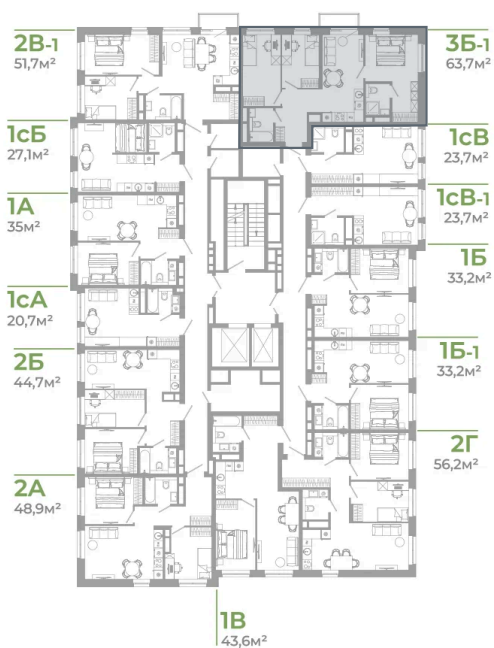 2В-1
51,7м²
3Б-1
63,7м²
1сБ
27,1м²
1сВ
23,7м²
1А
35м²
1сВ-1
23,7м²
1Б
33,2м²
1сА
20,7м²
2Б
44,7м²
1Б-1
33,2м²
2Г
56,2м²
2А
48,9м²
1В
43,6м²